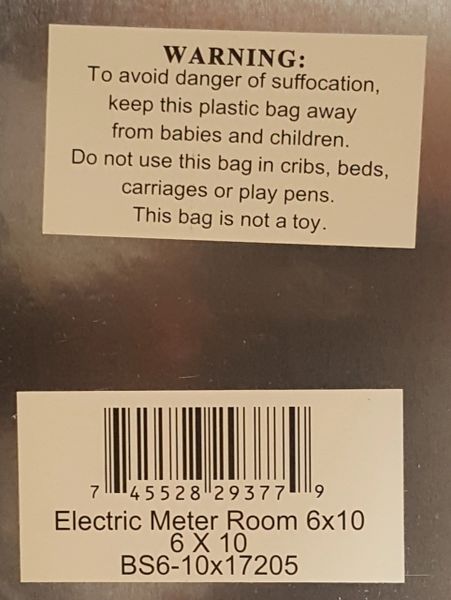 WARNING:
To avoid danger of suffocation,
keep this plastic bag away
from babies and children.
Do not use this bag in cribs, beds,
carriages or play pens.
This bag is not a toy.
7 45528 29377 9
Electric Meter Room 6x10
6 X 10
BS6-10x17205